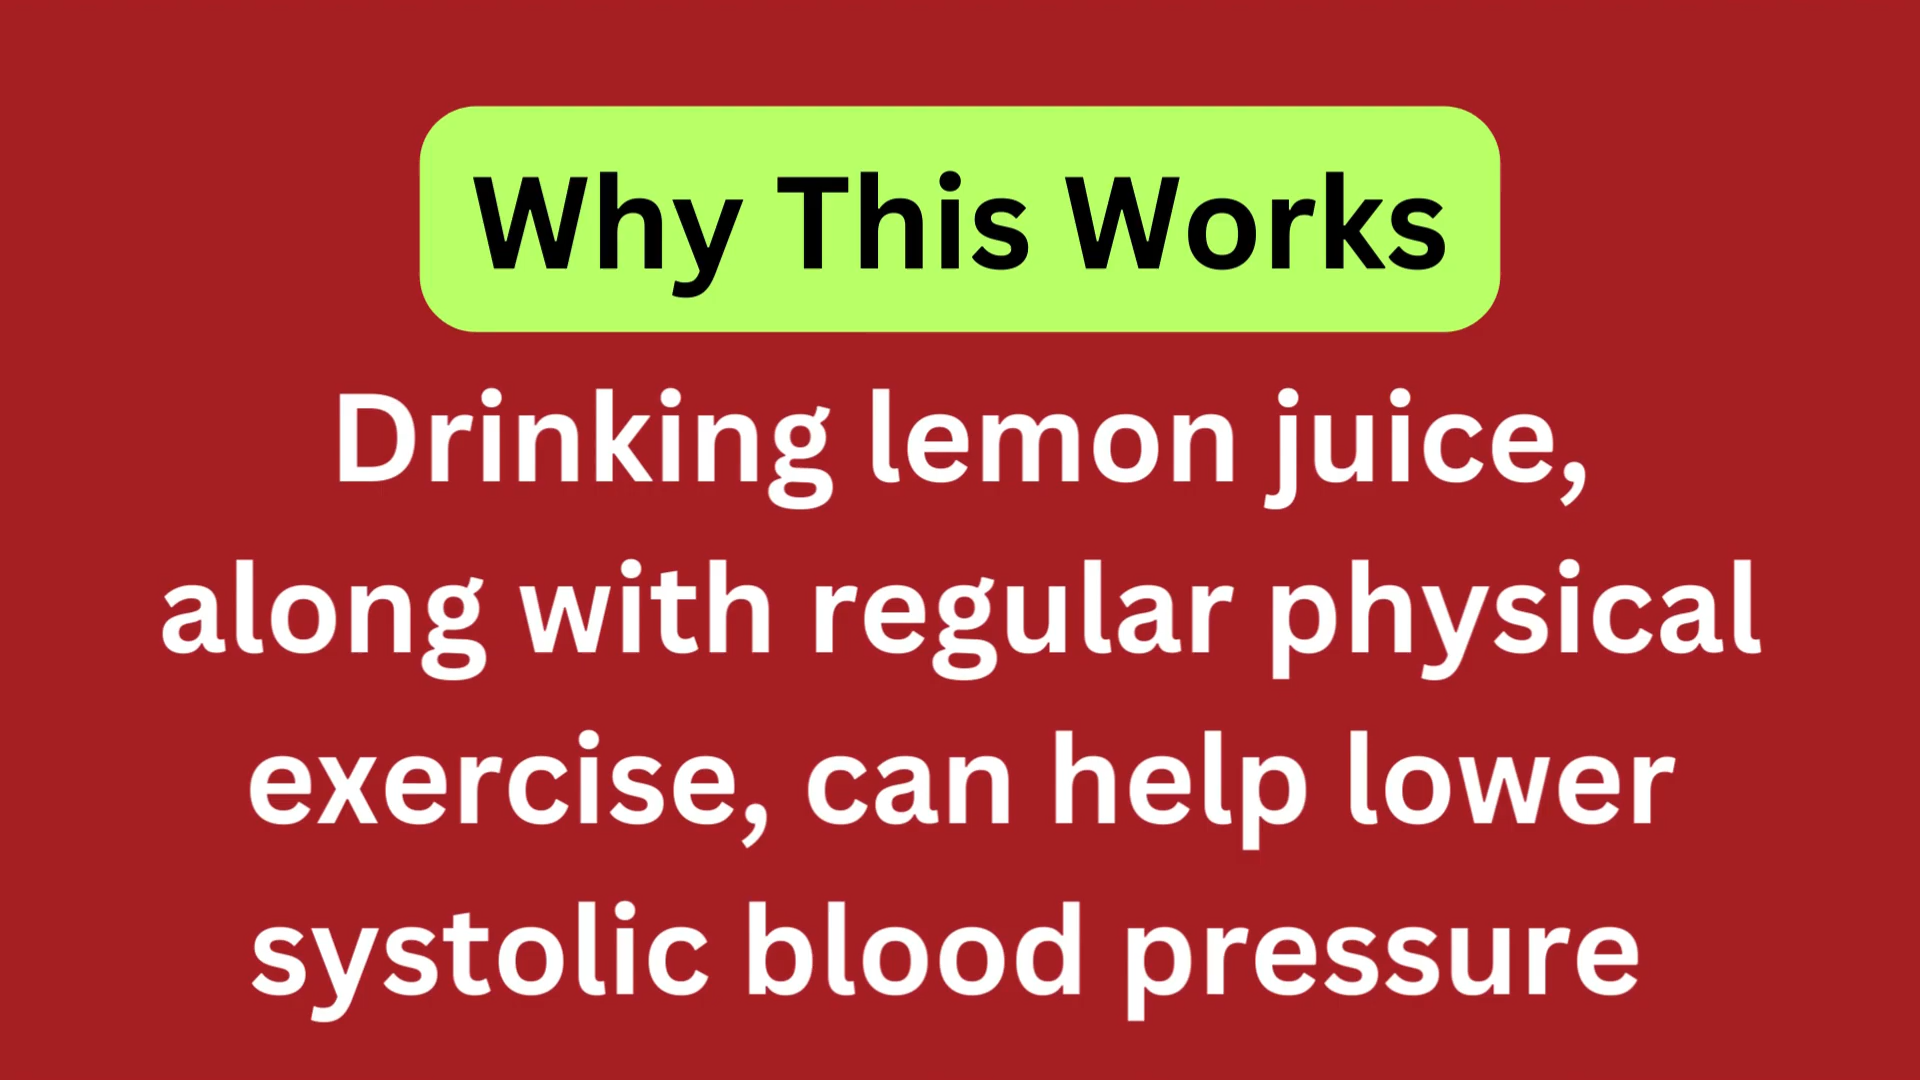 Why This Works
Drinking lemon juice,
along with regular physical
exercise, can help lower
systolic blood pressure